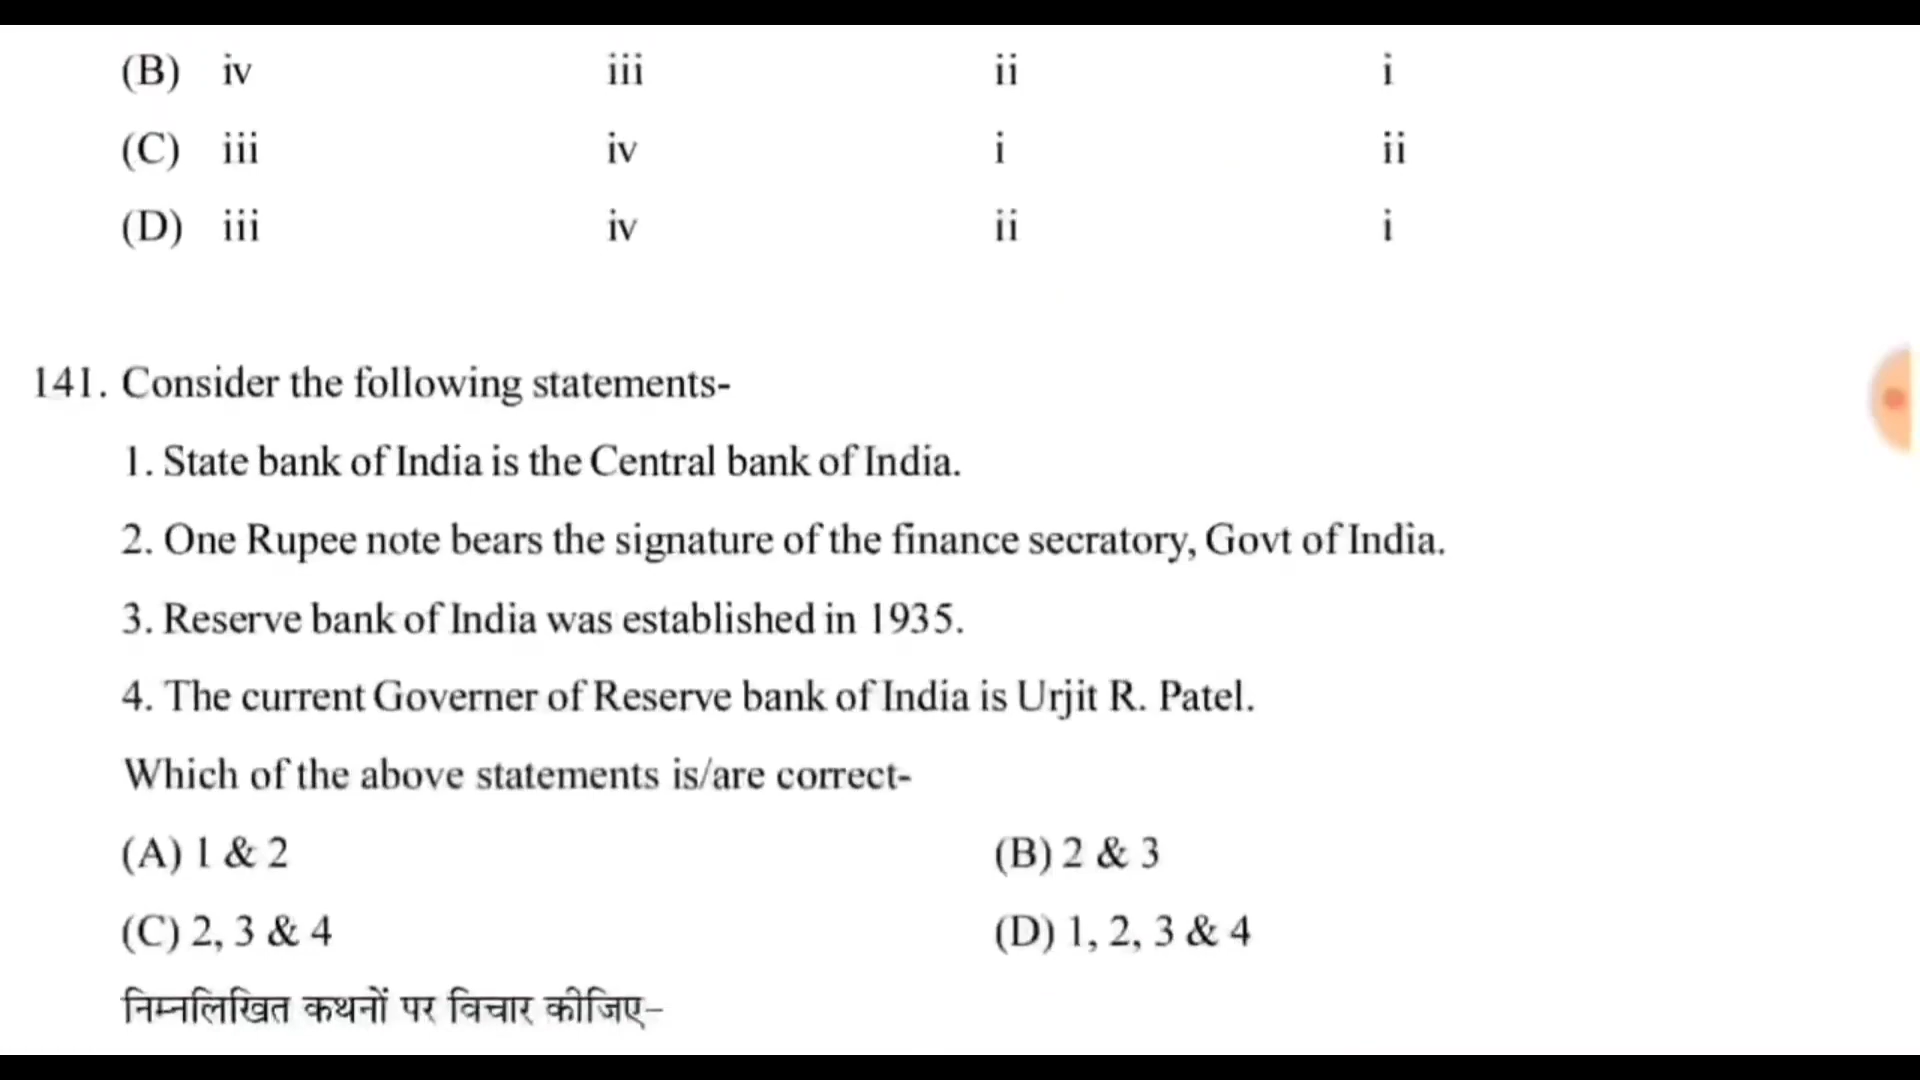 (B) iv iii ii i
(C) iii iv i ii
(D) iii iv ii i
141. Consider the following statements-
1. State bank of India is the Central bank of India.
2. One Rupee note bears the signature of the finance secratory, Govt of India.
3. Reserve bank of India was established in 1935.
4. The current Governer of Reserve bank of India is Urjit R. Patel.
Which of the above statements is/are correct-
(A) 1 & 2 (B) 2 & 3
(C) 2, 3 & 4 (D) 1, 2, 3 & 4
निम्नलिखित कथनों पर विचार कीजिए–